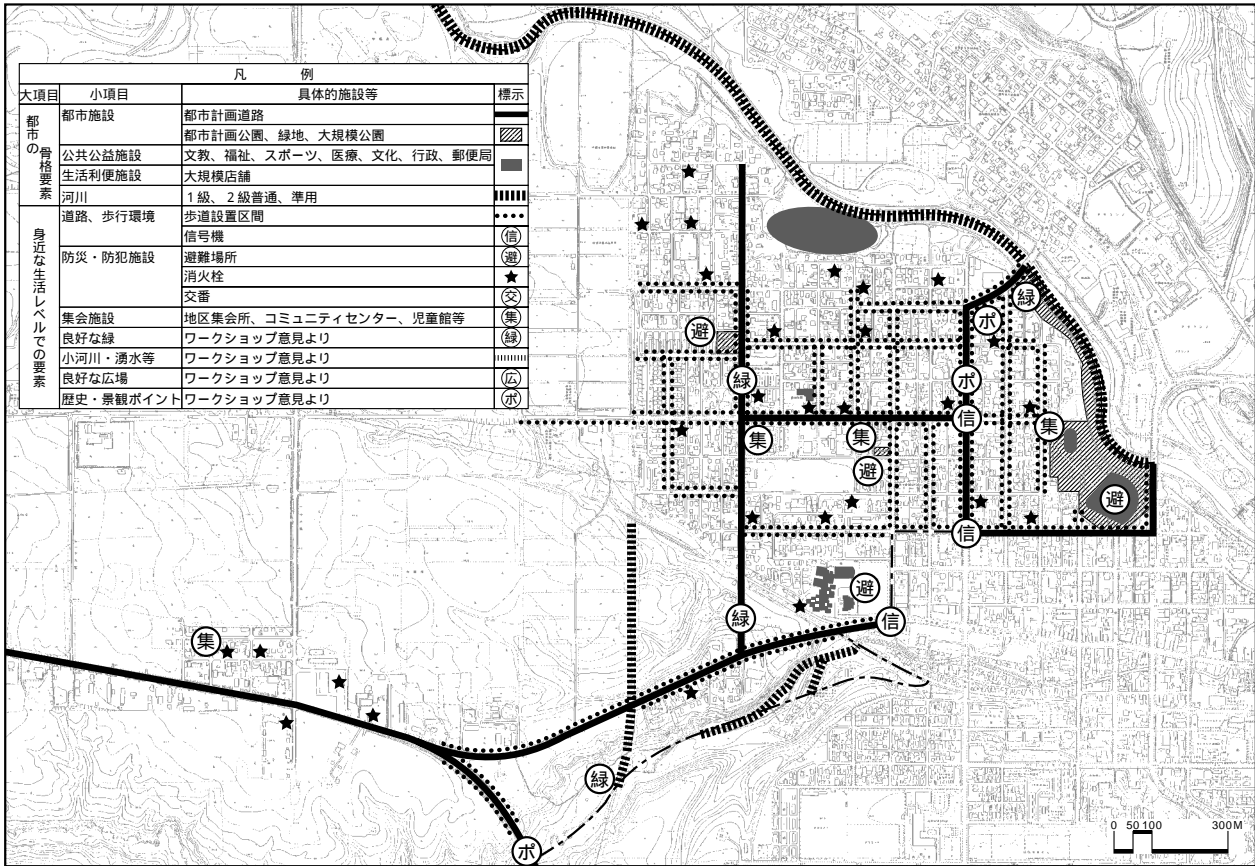 凡 例
大項目 小項目 具体的施設等 標示
都市の骨格要素
都市施設 都市計画道路
都市計画公園、緑地、大規模公園
公共公益施設 文教、福祉、スポーツ、医療、文化、行政、郵便局
生活利便施設 大規模店舗
河川 1級、2級普通、準用
身近な生活レベルでの要素
道路、歩行環境 歩道設置区間
信号機 信
防災・防犯施設 避難場所 避
消火栓
交番 交
集会施設 地区集会所、コミュニティセンター、児童館等 集
良好な緑 ワークショップ意見より 緑
小河川・湧水等 ワークショップ意見より
良好な広場 ワークショップ意見より 広
歴史・景観ポイント ワークショップ意見より ポ
緑
ポ
避
緑
ポ
信
集
集
集
避
避
信
避
緑
信
集
緑
ポ
0 50 100 300M